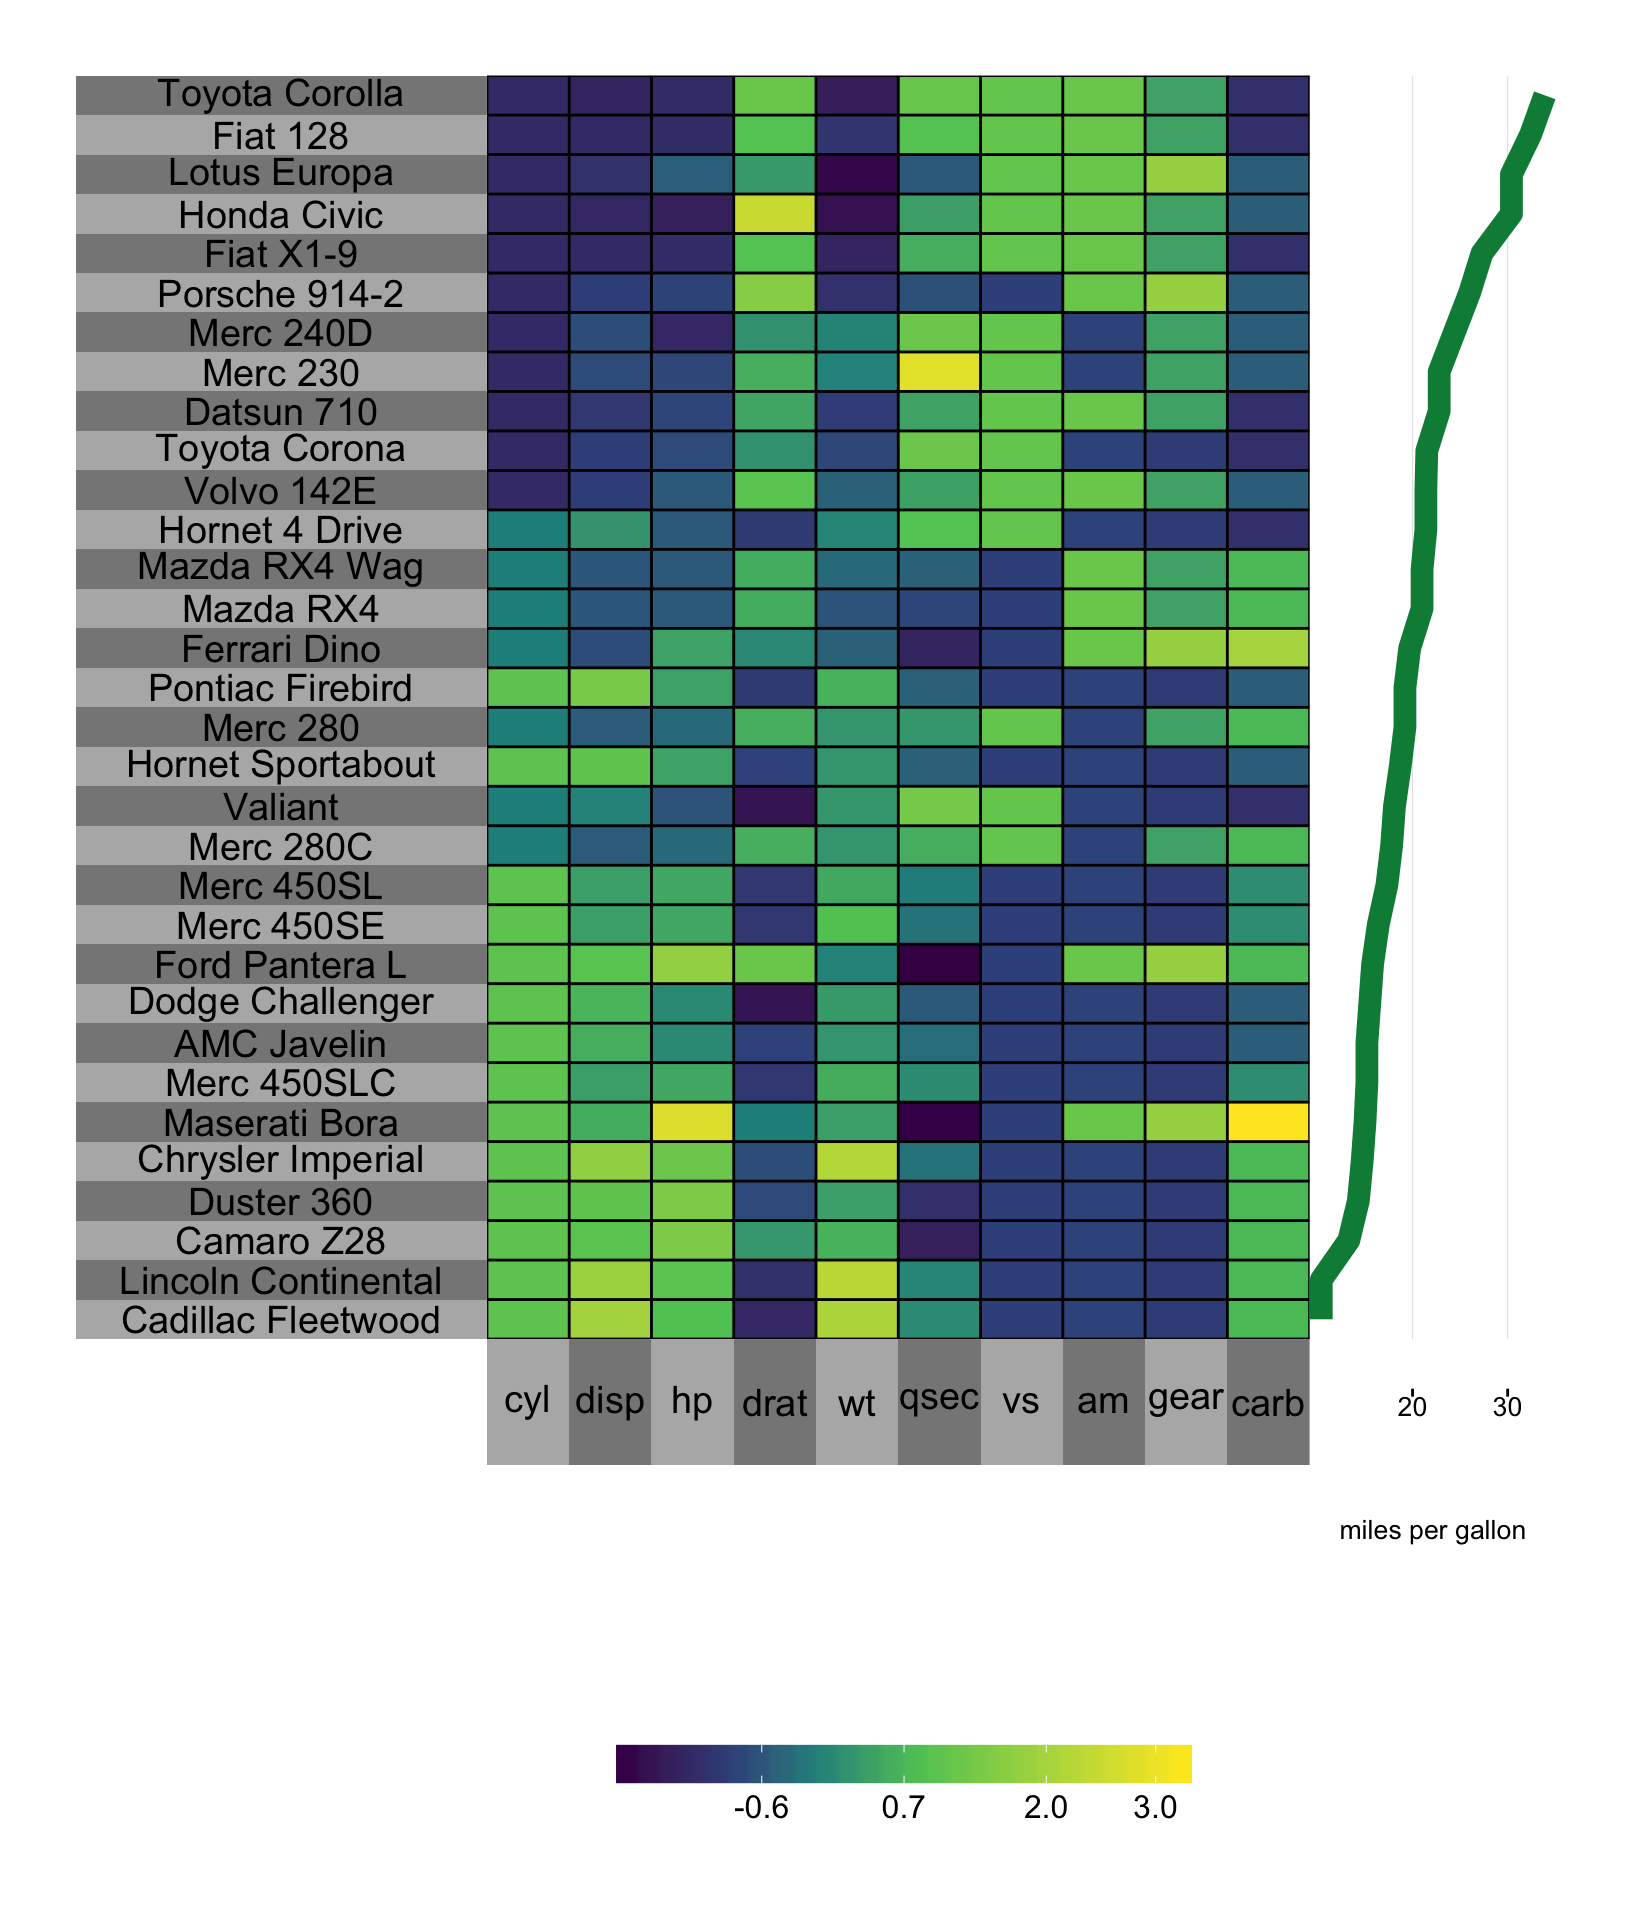 Toyota Corolla
Fiat 128
Lotus Europa
Honda Civic
Fiat X1-9
Porsche 914-2
Merc 240D
Merc 230
Datsun 710
Toyota Corona
Volvo 142E
Hornet 4 Drive
Mazda RX4 Wag
Mazda RX4
Ferrari Dino
Pontiac Firebird
Merc 280
Hornet Sportabout
Valiant
Merc 280C
Merc 450SL
Merc 450SE
Ford Pantera L
Dodge Challenger
AMC Javelin
Merc 450SLC
Maserati Bora
Chrysler Imperial
Duster 360
Camaro Z28
Lincoln Continental
Cadillac Fleetwood
cyl disp hp drat wt qsec vs am gear carb
20 30
miles per gallon
-0.6 0.7 2.0 3.0